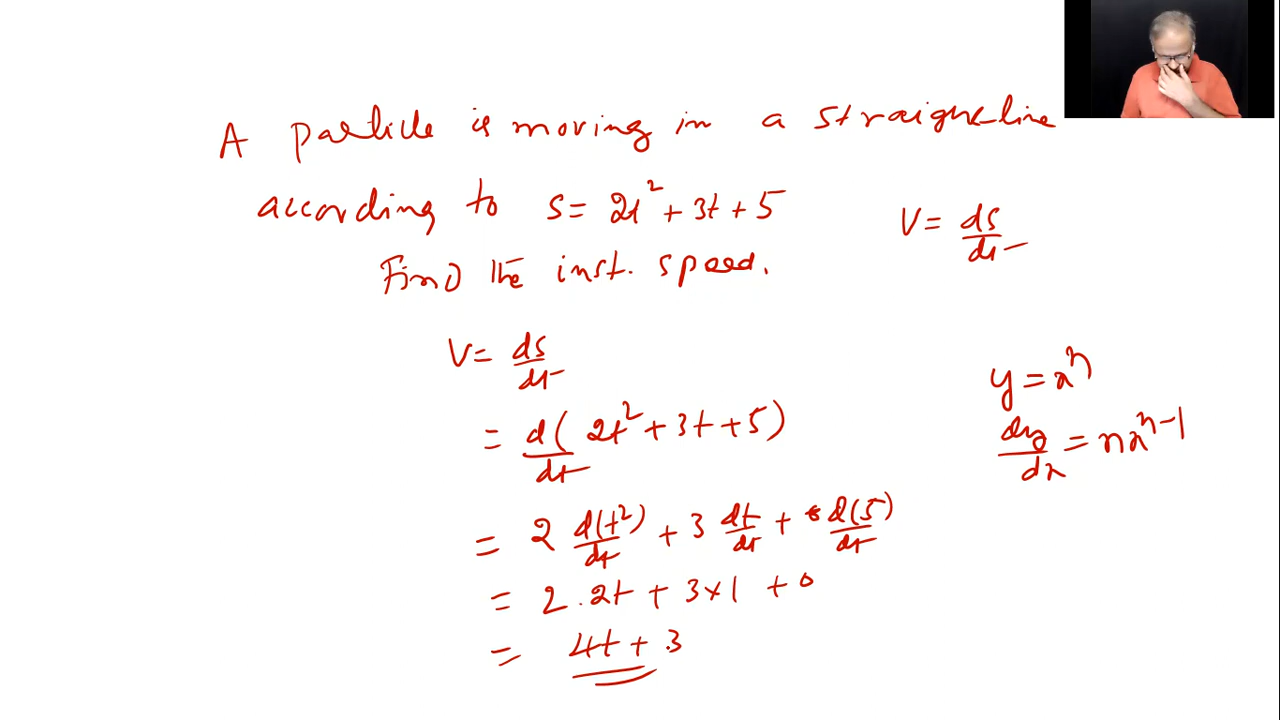 A particle is moving in a straight line
according to s = 2t² + 3t + 5
Find the inst. speed.
V = ds/dt
V = ds/dt
= d/dt (2t² + 3t + 5)
= 2 d(t²)/dt + 3 dt/dt + d(5)/dt
= 2.2t + 3×1 + 0
= 4t + 3
y = xⁿ
dy/dx = nxⁿ⁻¹